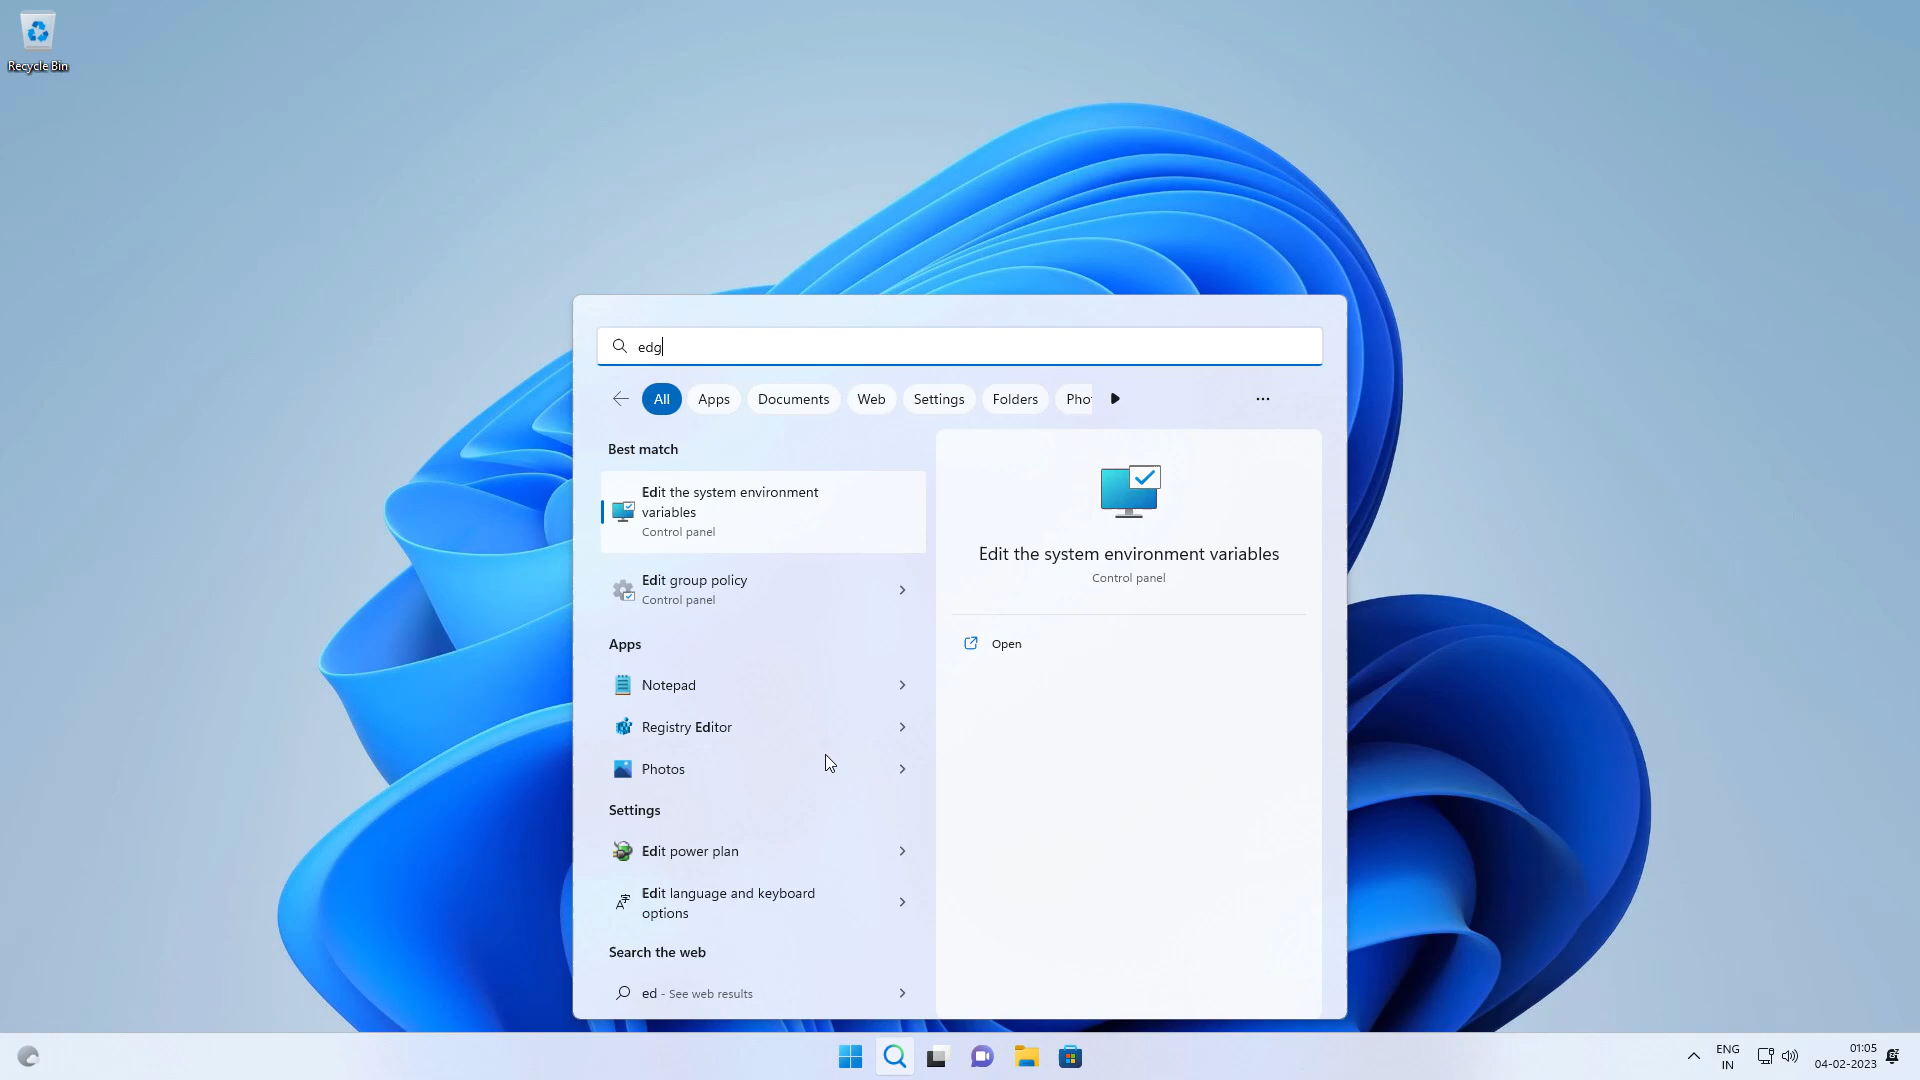 Recycle Bin
edg
All
Apps
Documents
Web
Settings
Folders
Pho
Best match
Edit the system environment
variables
Control panel
Edit group policy
Control panel
Apps
Notepad
Registry Editor
Photos
Settings
Edit power plan
Edit language and keyboard
options
Search the web
ed - See web results
Edit the system environment variables
Control panel
Open
ENG
IN
01:05
04-02-2023